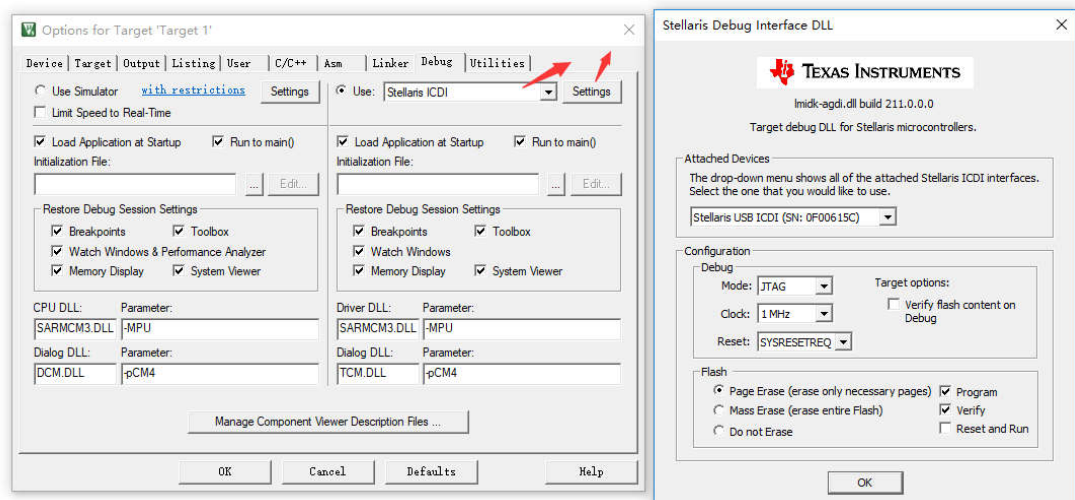 Options for Target 'Target 1'
Device Target Output Listing User C/C++ Asm Linker Debug Utilities
Use Simulator with restrictions Settings
Limit Speed to Real-Time
Load Application at Startup Run to main()
Initialization File:
... Edit...
Restore Debug Session Settings
Breakpoints Toolbox
Watch Windows & Performance Analyzer
Memory Display System Viewer
CPU DLL: Parameter:
SARMCM3.DLL -MPU
Dialog DLL: Parameter:
DCM.DLL -pCM4
Use: Stellaris ICDI Settings
Load Application at Startup Run to main()
Initialization File:
... Edit...
Restore Debug Session Settings
Breakpoints Toolbox
Watch Windows
Memory Display System Viewer
Driver DLL: Parameter:
SARMCM3.DLL -MPU
Dialog DLL: Parameter:
TCM.DLL -pCM4
Manage Component Viewer Description Files ...
OK Cancel Defaults Help
Stellaris Debug Interface DLL
TEXAS INSTRUMENTS
lmidk-agdi.dll build 211.0.0.0
Target debug DLL for Stellaris microcontrollers.
Attached Devices
The drop-down menu shows all of the attached Stellaris ICDI interfaces.
Select the one that you would like to use.
Stellaris USB ICDI (SN: 0F00615C)
Configuration
Debug
Mode: JTAG
Clock: 1 MHz
Reset: SYSRESETREQ
Target options:
Verify flash content on
Debug
Flash
Page Erase (erase only necessary pages) Program
Mass Erase (erase entire Flash) Verify
Do not Erase Reset and Run
OK